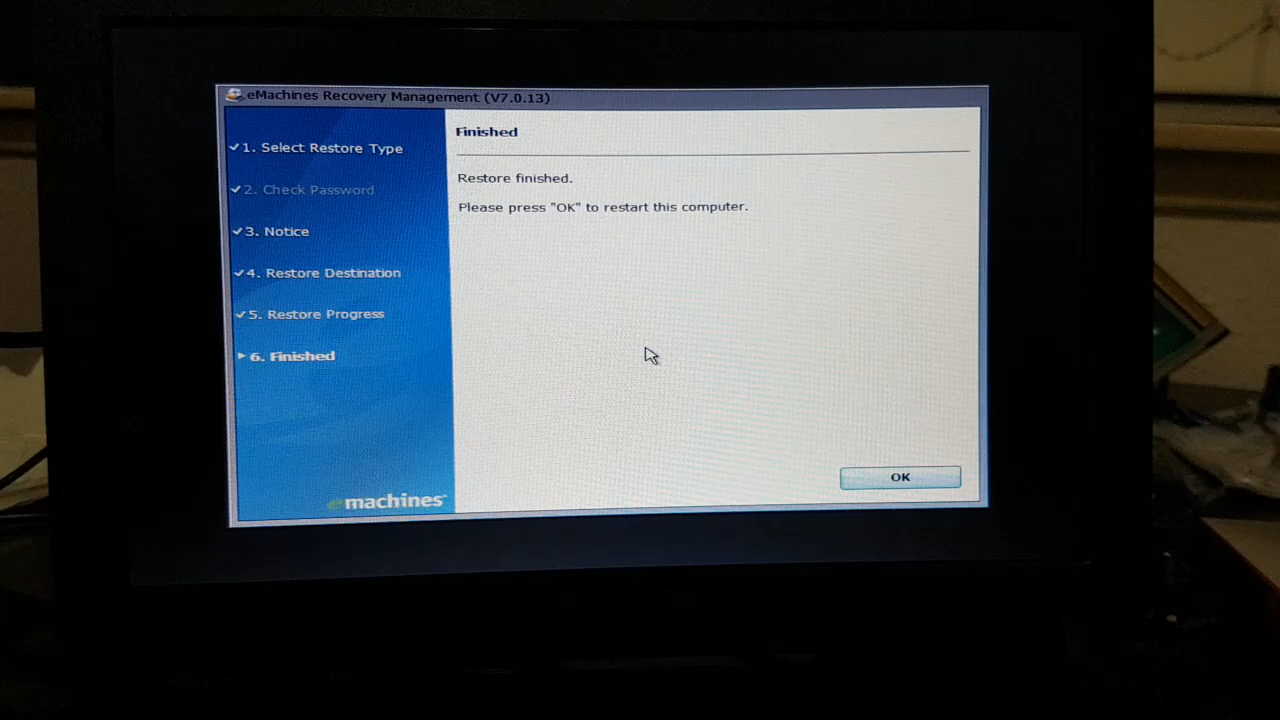 eMachines Recovery Management (V7.0.13)
1. Select Restore Type
2. Check Password
3. Notice
4. Restore Destination
5. Restore Progress
6. Finished
emachines
Finished
Restore finished.
Please press "OK" to restart this computer.
OK